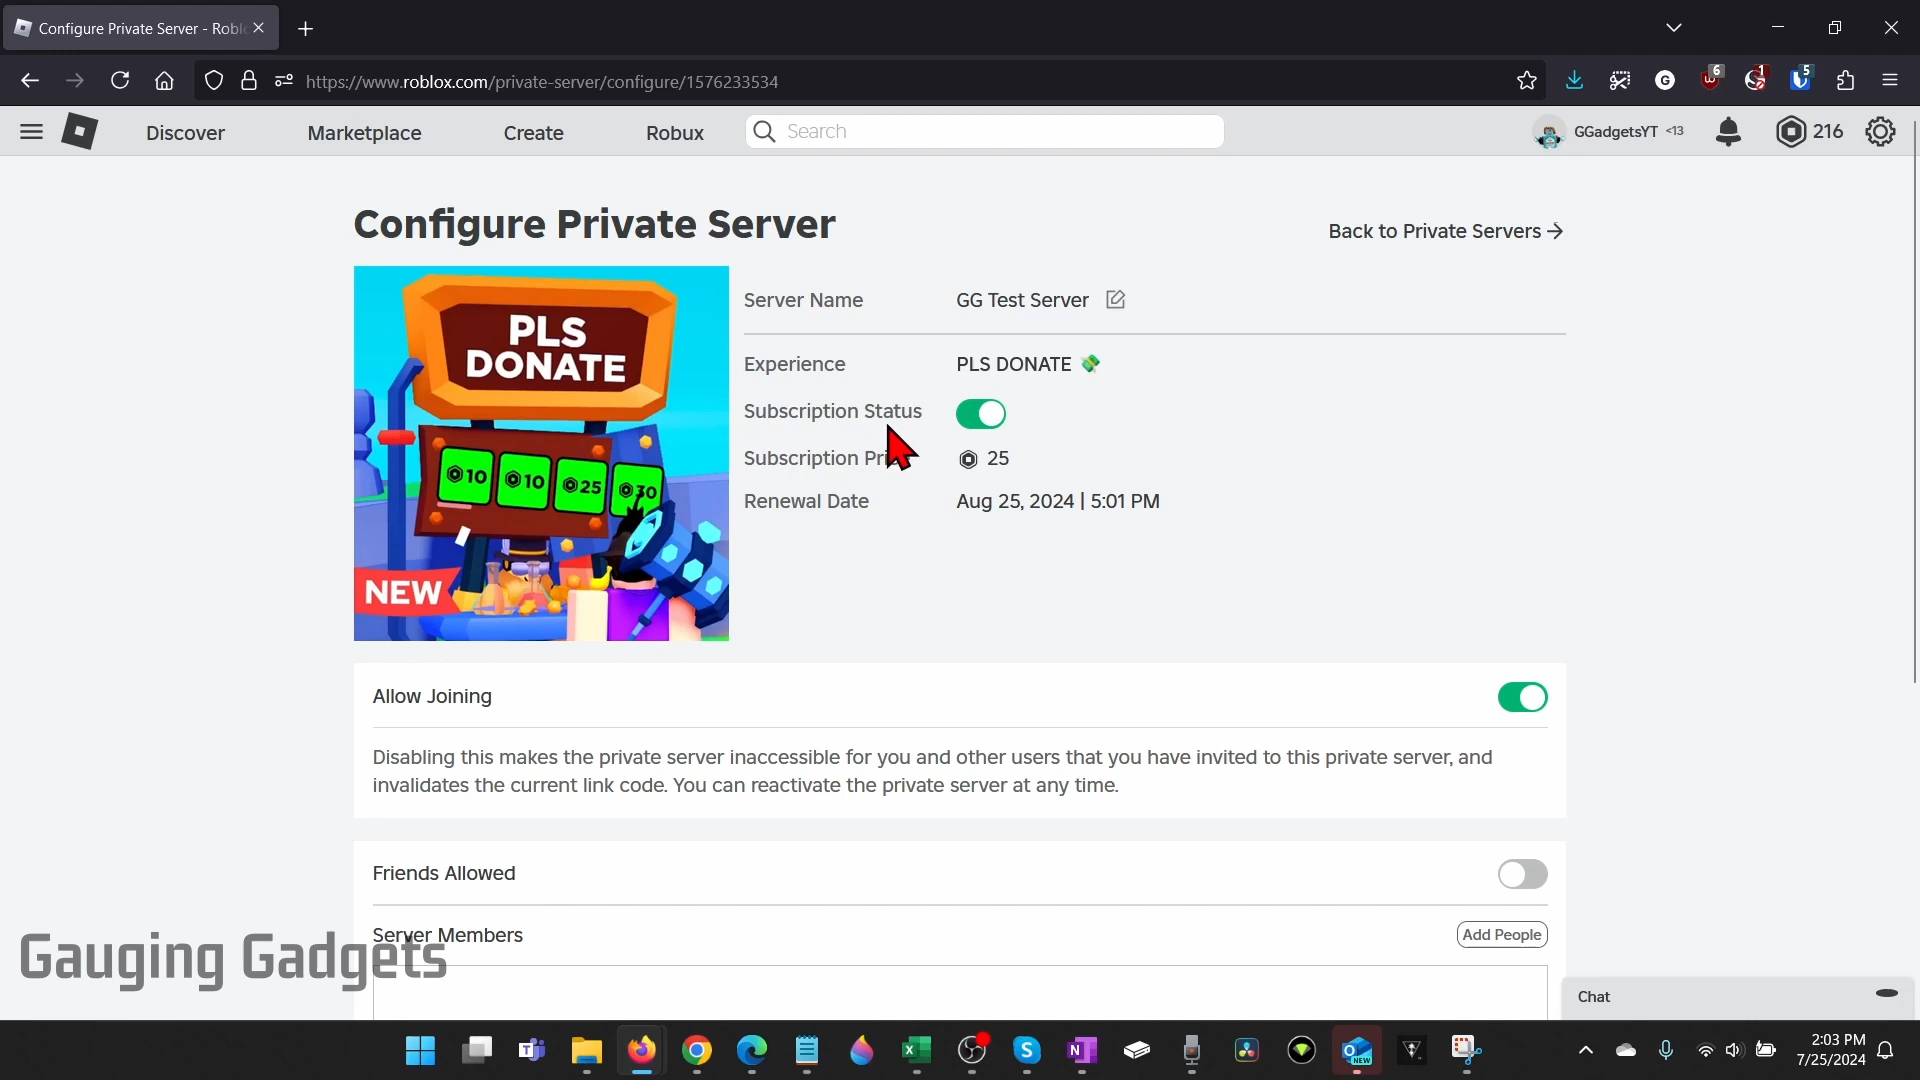 Configure Private Server - Robl
https://www.roblox.com/private-server/configure/1576233534
6
1
5
Discover
Marketplace
Create
Robux
Search
GGadgetsYT <13
216
Configure Private Server
Back to Private Servers
PLS
DONATE
10
10
25
30
NEW
Server Name
GG Test Server
Experience
PLS DONATE
Subscription Status
Subscription Pri
25
Renewal Date
Aug 25, 2024 | 5:01 PM
Allow Joining
Disabling this makes the private server inaccessible for you and other users that you have invited to this private server, and
invalidates the current link code. You can reactivate the private server at any time.
Friends Allowed
Server Members
Add People
Gauging Gadgets
Chat
NEW
2:03 PM
7/25/2024